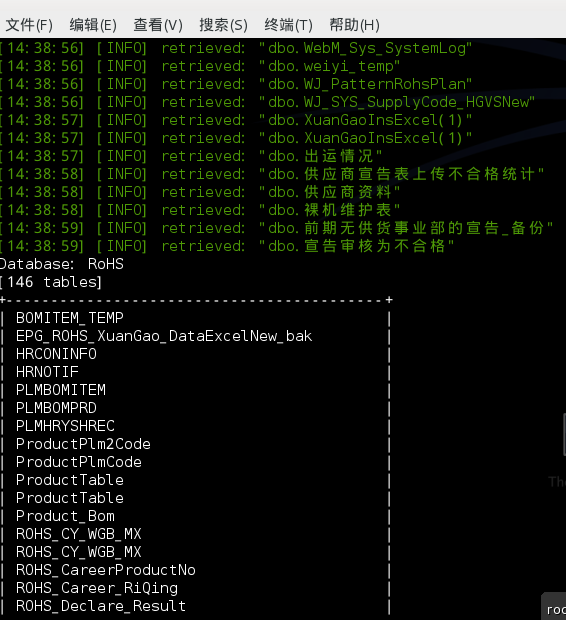 文件(F) 编辑(E) 查看(V) 搜索(S) 终端(T) 帮助(H)
[14:38:56] [INFO] retrieved: "dbo.WebM_Sys_SystemLog"
[14:38:56] [INFO] retrieved: "dbo.weiyi_temp"
[14:38:56] [INFO] retrieved: "dbo.WJ_PatternRohsPlan"
[14:38:56] [INFO] retrieved: "dbo.WJ_SYS_SupplyCode_HGVSNew"
[14:38:57] [INFO] retrieved: "dbo.XuanGaoInsExcel(1)"
[14:38:57] [INFO] retrieved: "dbo.XuanGaoInsExcel(1)"
[14:38:57] [INFO] retrieved: "dbo.出运情况"
[14:38:58] [INFO] retrieved: "dbo.供应商宣告表上传不合格统计"
[14:38:58] [INFO] retrieved: "dbo.供应商资料"
[14:38:58] [INFO] retrieved: "dbo.裸机维护表"
[14:38:59] [INFO] retrieved: "dbo.前期无供货事业部的宣告_备份"
[14:38:59] [INFO] retrieved: "dbo.宣告审核为不合格"
Database: RoHS
[146 tables]
+------------------------------------------+
| BOMITEM_TEMP |
| EPG_ROHS_XuanGao_DataExcelNew_bak |
| HRCONINFO |
| HRNOTIF |
| PLMBOMITEM |
| PLMBOMPRD |
| PLMHRYSHREC |
| ProductPlm2Code |
| ProductPlmCode |
| ProductTable |
| ProductTable |
| Product_Bom |
| ROHS_CY_WGB_MX |
| ROHS_CY_WGB_MX |
| ROHS_CareerProductNo |
| ROHS_Career_RiQing |
| ROHS_Declare_Result |